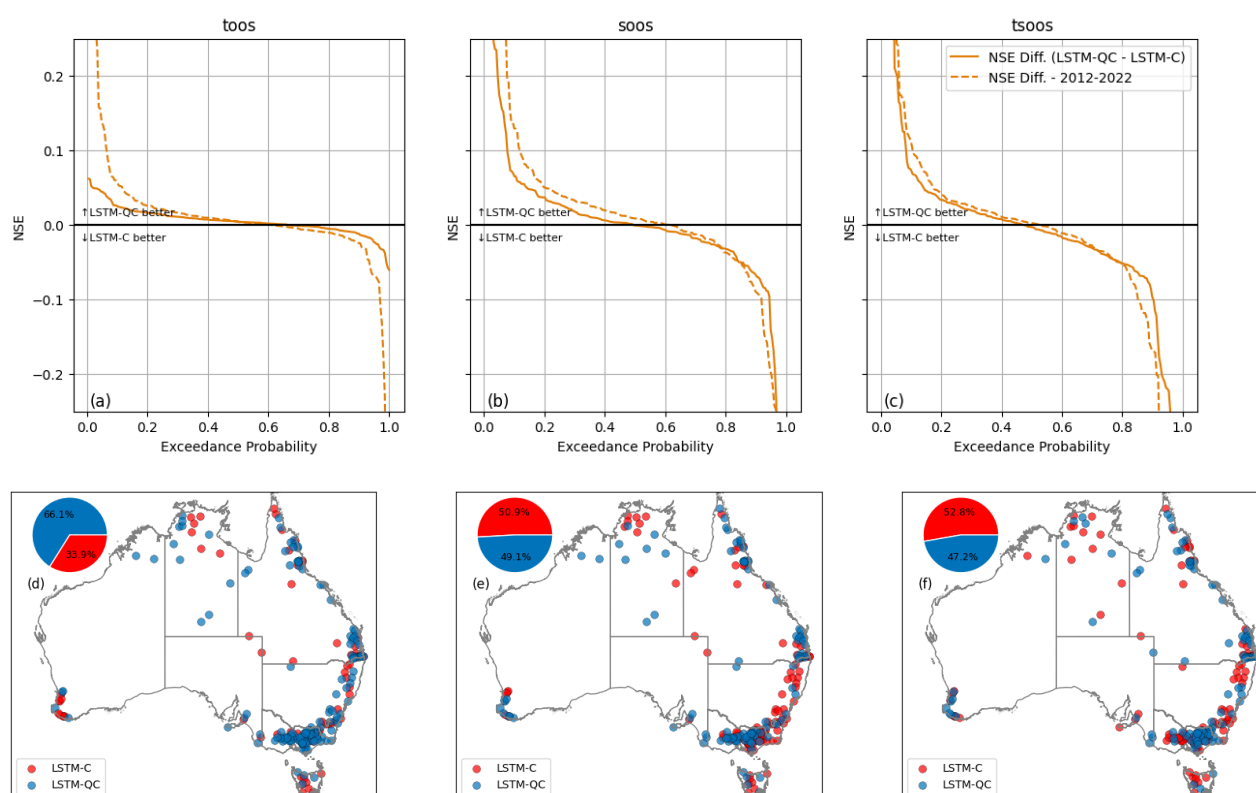 toos
soos
tsoos
NSE
0.2
0.1
0.0
−0.1
−0.2
↑LSTM-QC better
↓LSTM-C better
(a)
0.0 0.2 0.4 0.6 0.8 1.0
Exceedance Probability
NSE
↑LSTM-QC better
↓LSTM-C better
(b)
0.0 0.2 0.4 0.6 0.8 1.0
Exceedance Probability
NSE
NSE Diff. (LSTM-QC - LSTM-C)
NSE Diff. - 2012-2022
↑LSTM-QC better
↓LSTM-C better
(c)
0.0 0.2 0.4 0.6 0.8 1.0
Exceedance Probability
66.1%
33.9%
(d)
LSTM-C
LSTM-QC
50.9%
49.1%
(e)
LSTM-C
LSTM-QC
52.8%
47.2%
(f)
LSTM-C
LSTM-QC